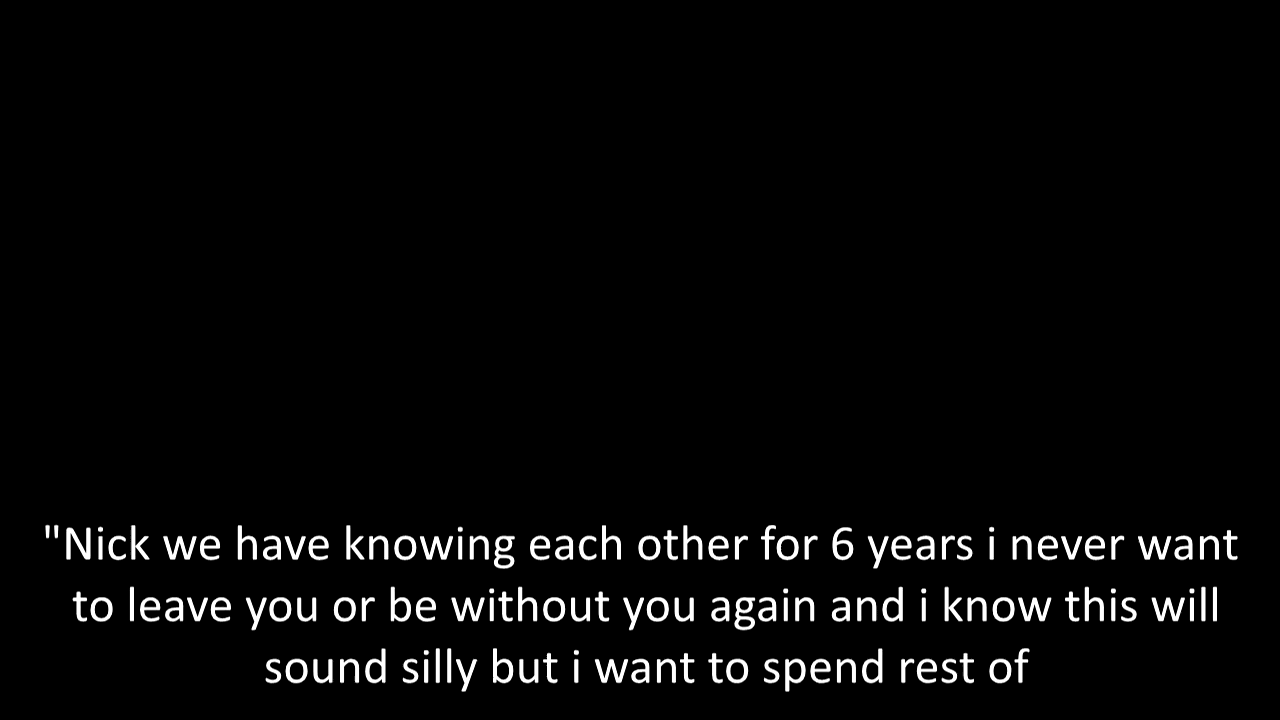 "Nick we have knowing each other for 6 years i never want
to leave you or be without you again and i know this will
sound silly but i want to spend rest of